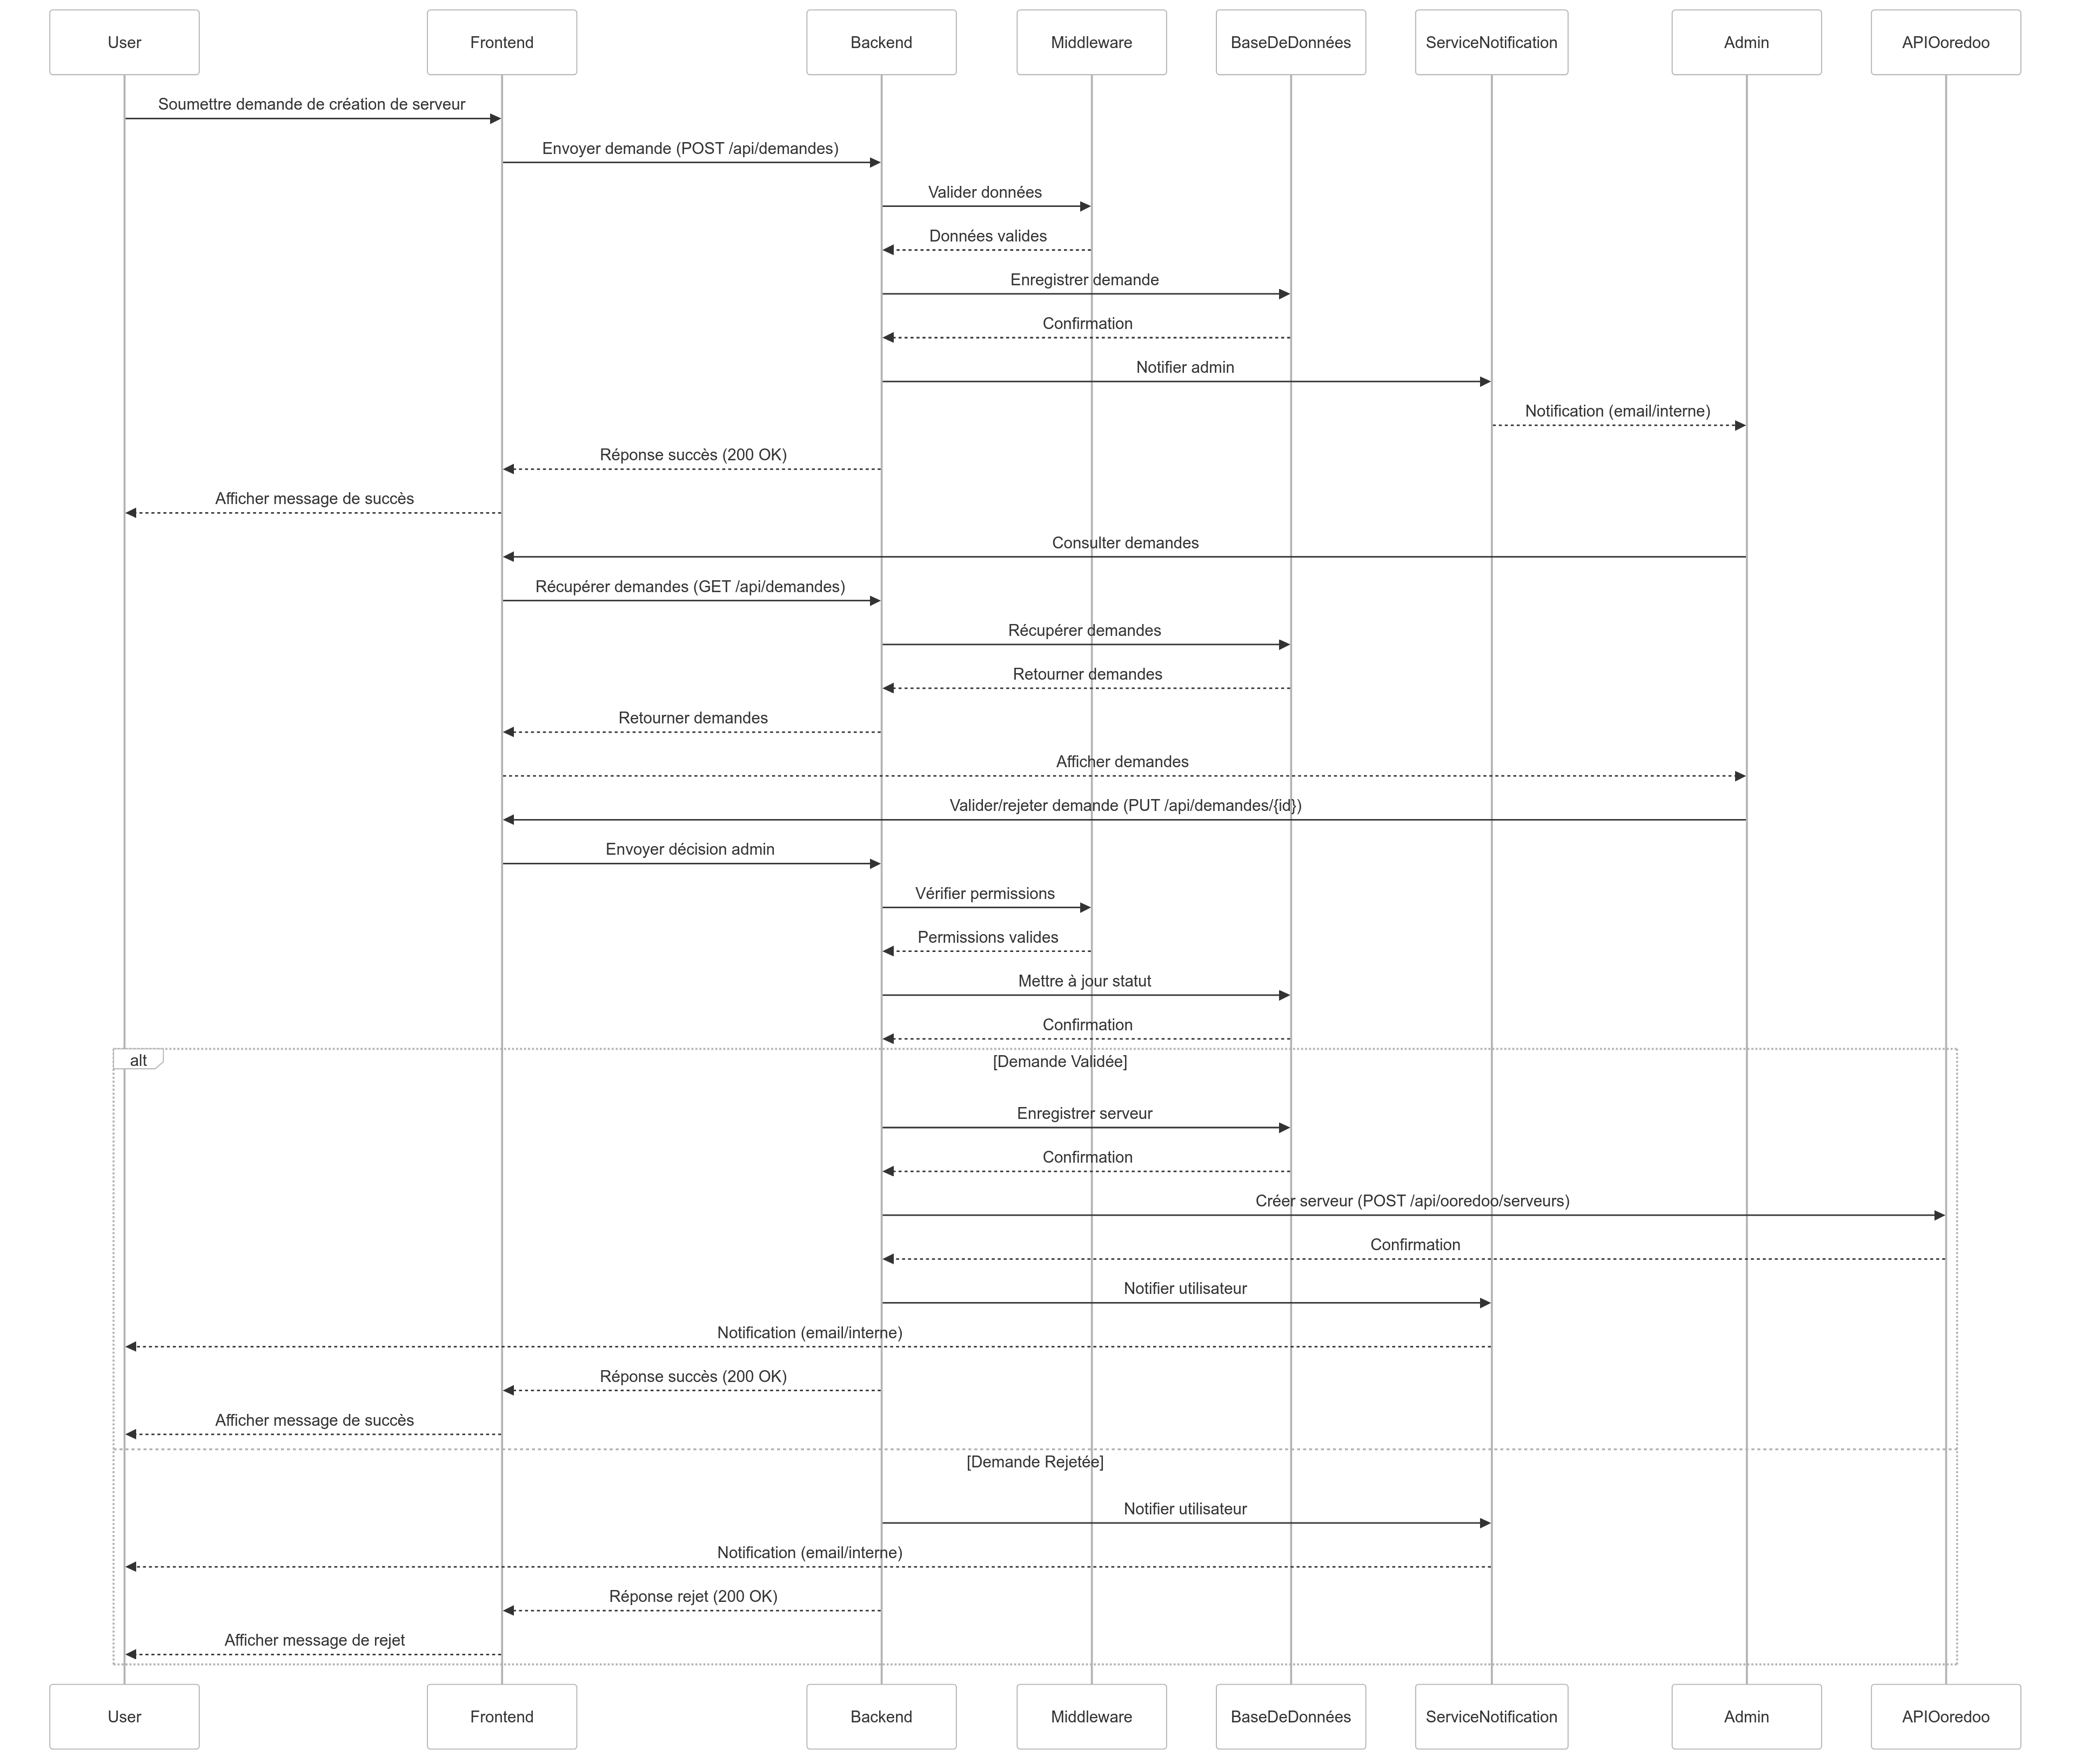 User
Frontend
Backend
Middleware
BaseDeDonnées
ServiceNotification
Admin
APIOoredoo
Soumettre demande de création de serveur
Envoyer demande (POST /api/demandes)
Valider données
Données valides
Enregistrer demande
Confirmation
Notifier admin
Notification (email/interne)
Réponse succès (200 OK)
Afficher message de succès
Consulter demandes
Récupérer demandes (GET /api/demandes)
Récupérer demandes
Retourner demandes
Retourner demandes
Afficher demandes
Valider/rejeter demande (PUT /api/demandes/{id})
Envoyer décision admin
Vérifier permissions
Permissions valides
Mettre à jour statut
Confirmation
alt
[Demande Validée]
Enregistrer serveur
Confirmation
Créer serveur (POST /api/ooredoo/serveurs)
Confirmation
Notifier utilisateur
Notification (email/interne)
Réponse succès (200 OK)
Afficher message de succès
[Demande Rejetée]
Notifier utilisateur
Notification (email/interne)
Réponse rejet (200 OK)
Afficher message de rejet
User
Frontend
Backend
Middleware
BaseDeDonnées
ServiceNotification
Admin
APIOoredoo